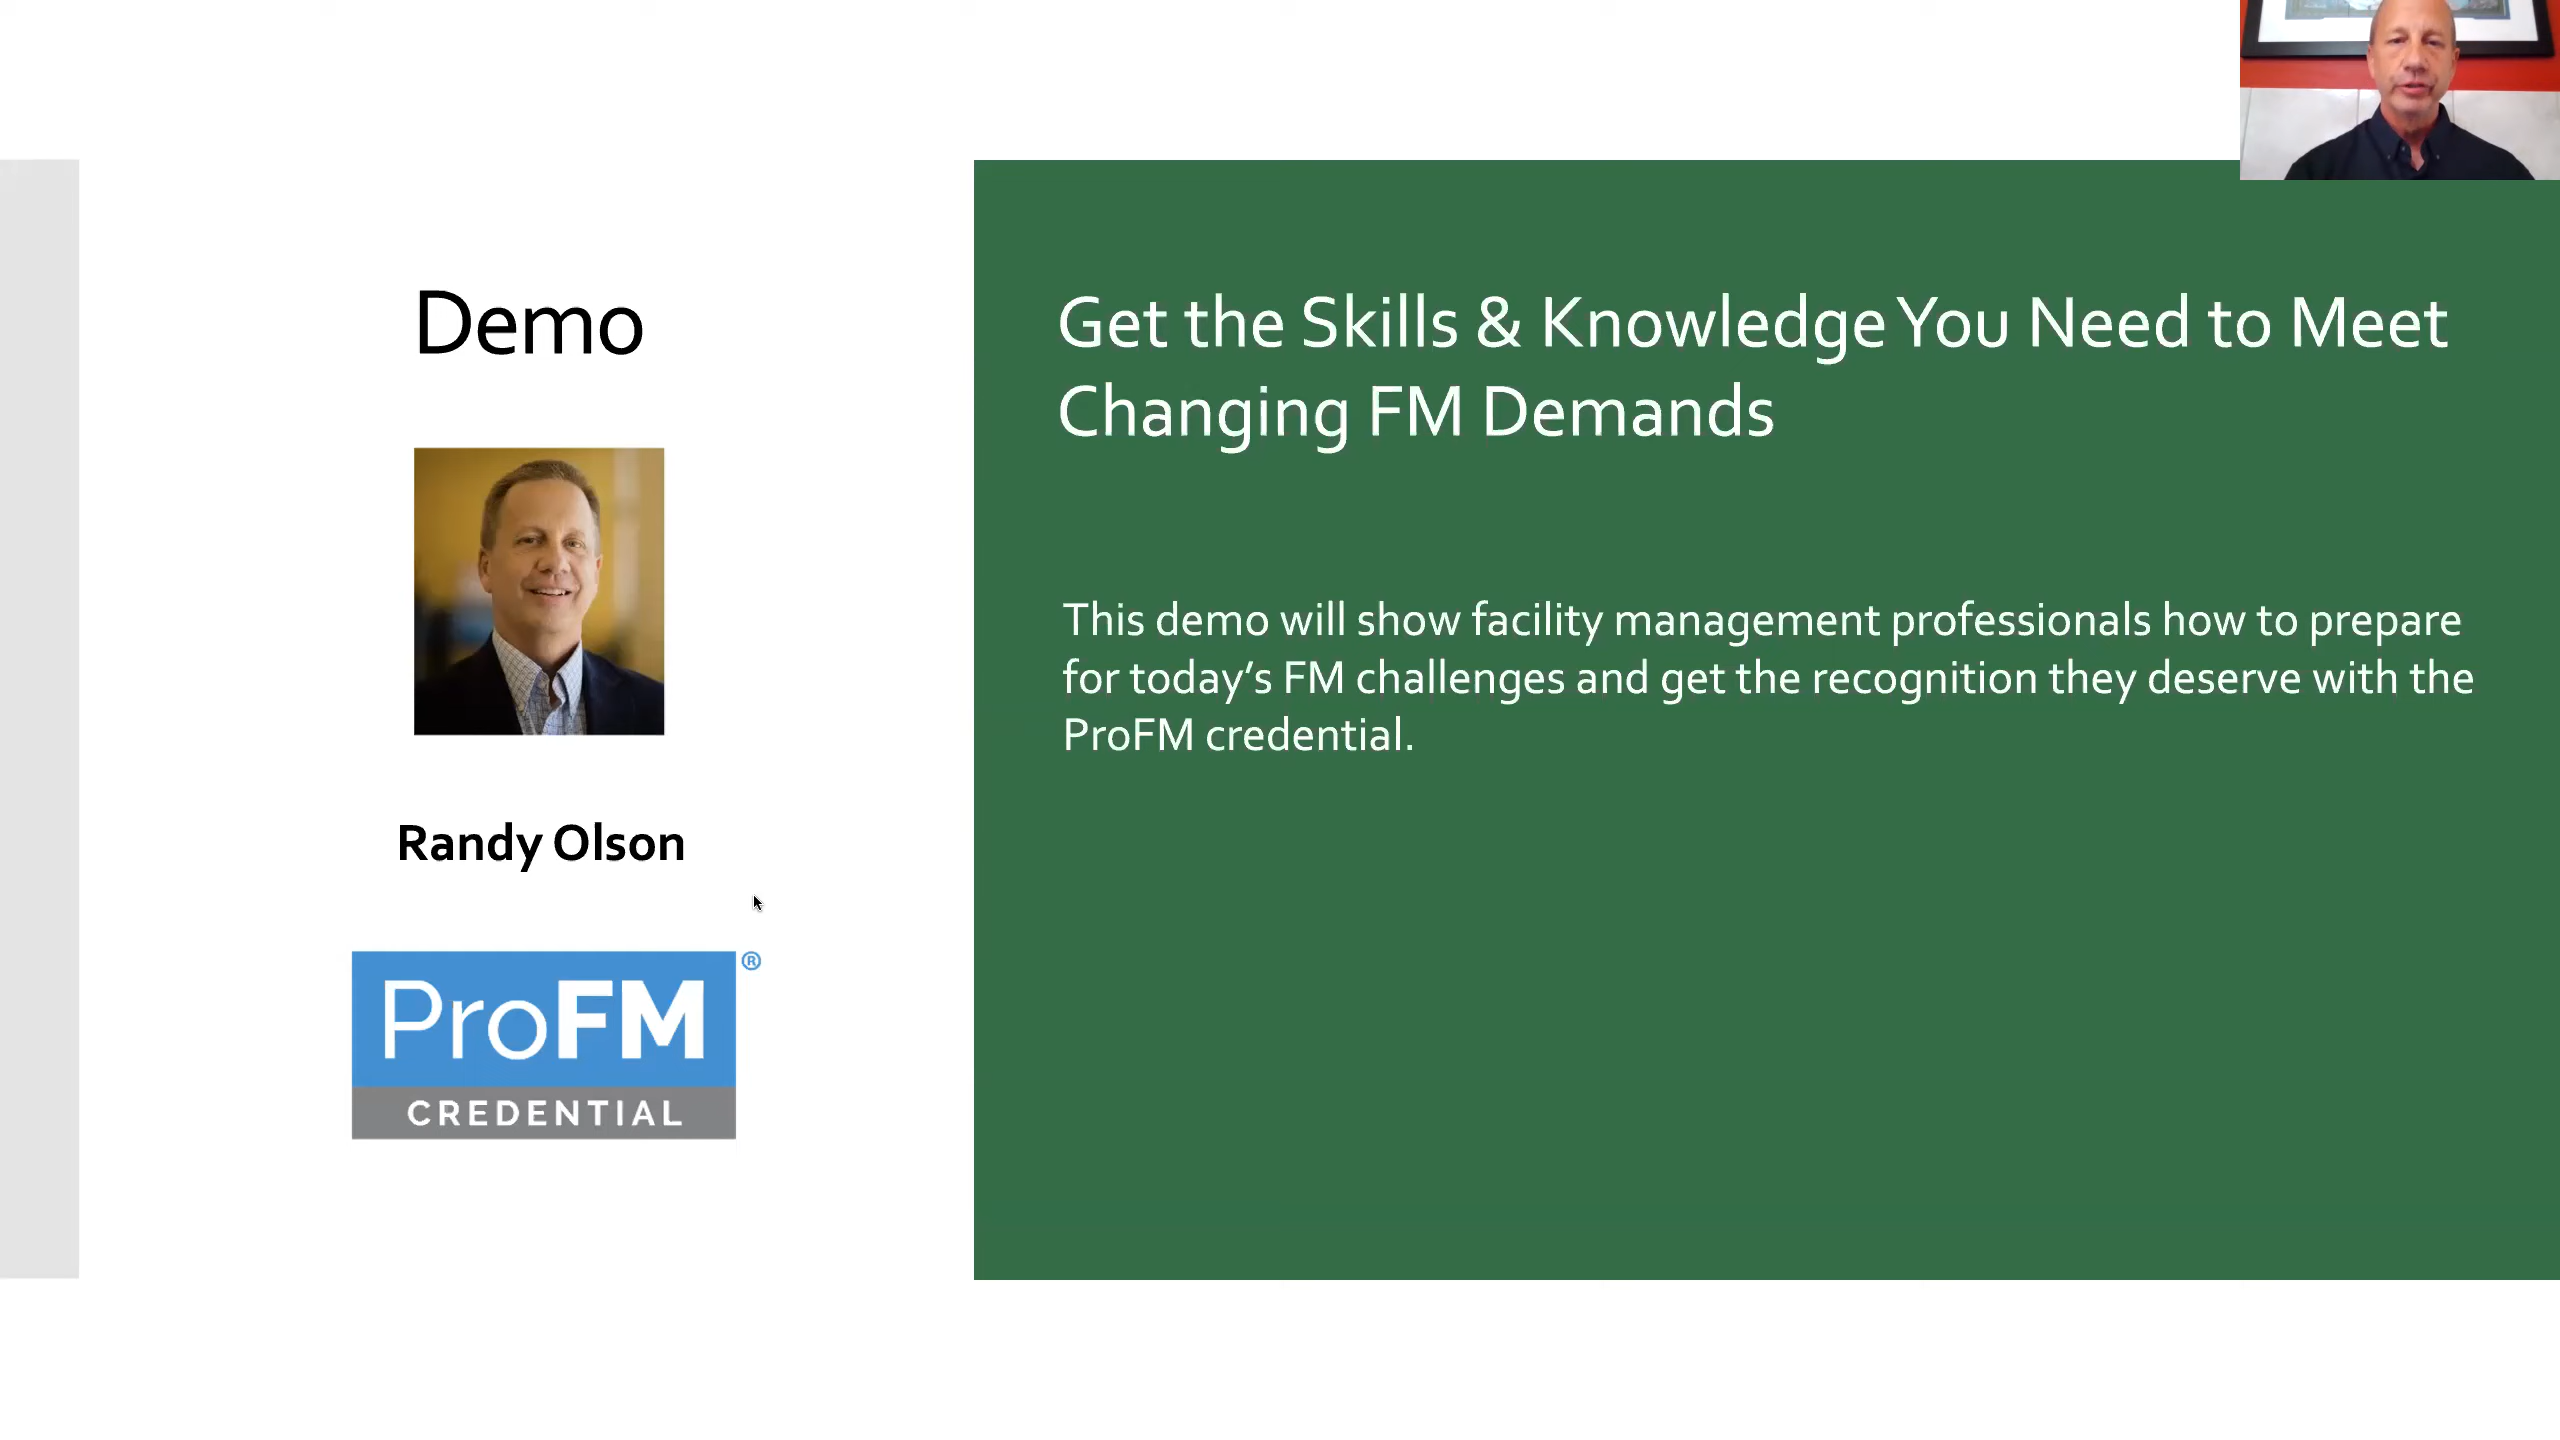 Demo
Randy Olson
ProFM®
CREDENTIAL
Get the Skills & Knowledge You Need to Meet
Changing FM Demands
This demo will show facility management professionals how to prepare
for today’s FM challenges and get the recognition they deserve with the
ProFM credential.